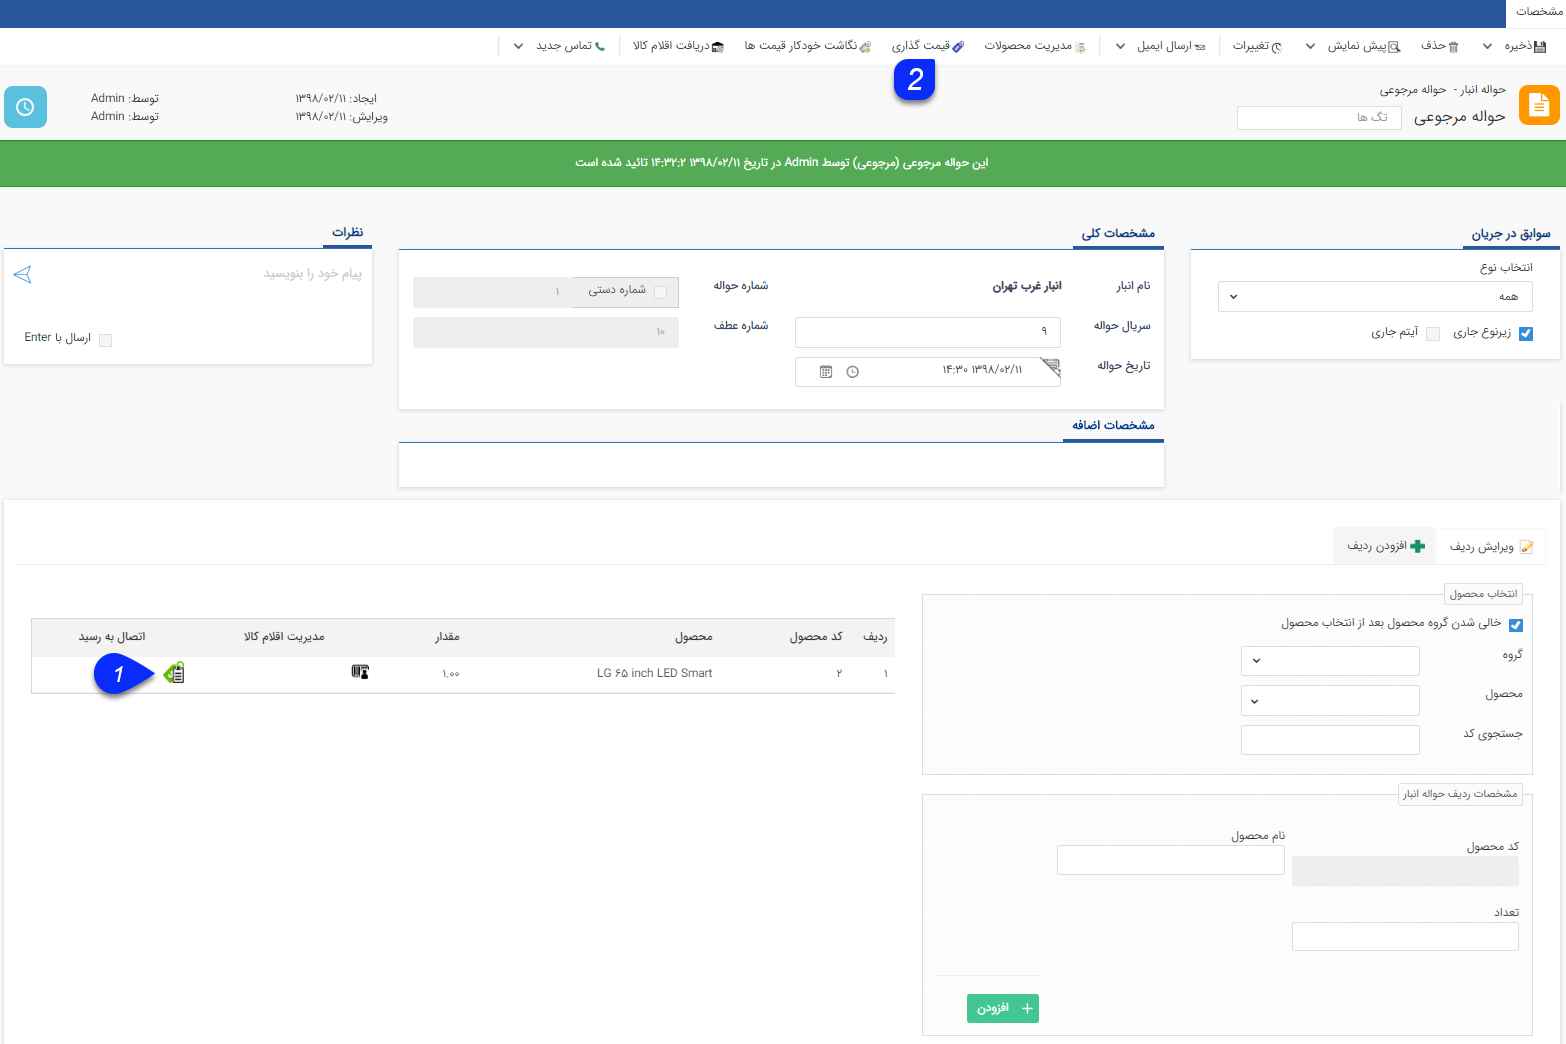 مشخصات
ذخیره
حذف
پیش نمایش
تغییرات
ارسال ایمیل
مدیریت محصولات
قیمت گذاری
نگاشت خودکار قیمت ها
دریافت اقلام کالا
تماس جدید
2
حواله انبار - حواله مرجوعی
حواله مرجوعی
تگ ها
ایجاد: ۱۳۹۸/۰۲/۱۱
توسط: Admin
ویرایش: ۱۳۹۸/۰۲/۱۱
توسط: Admin
این حواله مرجوعی (مرجوعی) توسط Admin در تاریخ ۱۳۹۸/۰۲/۱۱ ۱۴:۳۲:۲ تائید شده است
سوابق در جریان
انتخاب نوع
همه
زیرنوع جاری
آیتم جاری
مشخصات کلی
نام انبار
انبار غرب تهران
شماره حواله
شماره دستی
۱
سریال حواله
۹
شماره عطف
۱۰
تاریخ حواله
۱۳۹۸/۰۲/۱۱ ۱۴:۳۰
مشخصات اضافه
نظرات
پیام خود را بنویسید
ارسال با Enter
ویرایش ردیف
افزودن ردیف
انتخاب محصول
خالی شدن گروه محصول بعد از انتخاب محصول
گروه
محصول
جستجوی کد
مشخصات ردیف حواله انبار
کد محصول
نام محصول
تعداد
افزودن
ردیف
کد محصول
محصول
مقدار
مدیریت اقلام کالا
اتصال به رسید
۱
۲
LG ۶۵ inch LED Smart
۱.۰۰
1